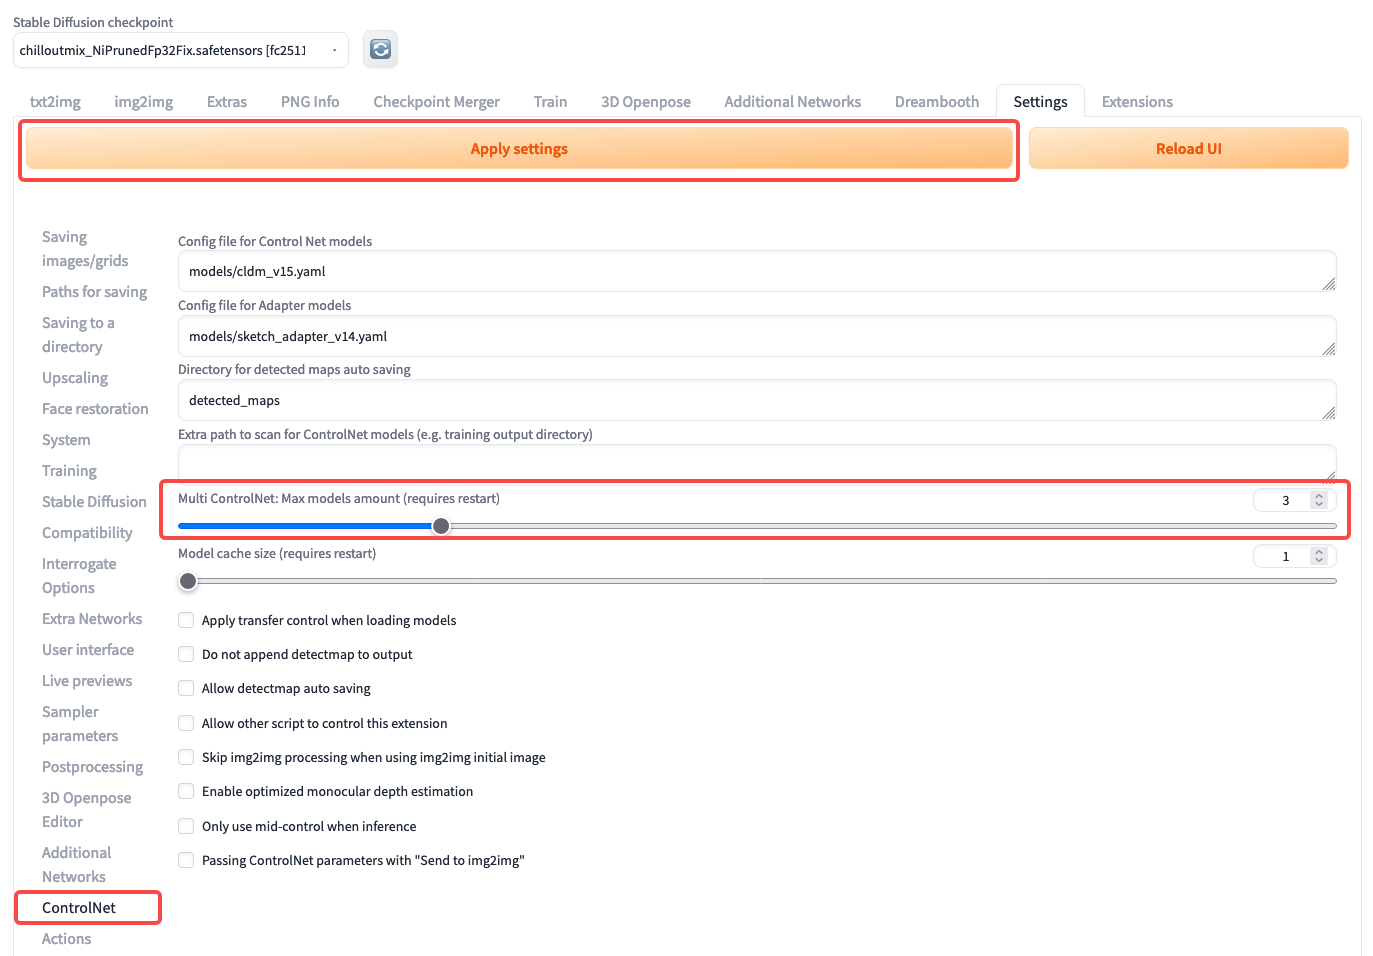 Stable Diffusion checkpoint
chilloutmix_NiPrunedFp32Fix.safetensors [fc2511
txt2img img2img Extras PNG Info Checkpoint Merger Train 3D Openpose Additional Networks Dreambooth Settings Extensions
Apply settings
Reload UI
Saving
images/grids
Paths for saving
Saving to a
directory
Upscaling
Face restoration
System
Training
Stable Diffusion
Compatibility
Interrogate
Options
Extra Networks
User interface
Live previews
Sampler
parameters
Postprocessing
3D Openpose
Editor
Additional
Networks
ControlNet
Actions
Config file for Control Net models
models/cldm_v15.yaml
Config file for Adapter models
models/sketch_adapter_v14.yaml
Directory for detected maps auto saving
detected_maps
Extra path to scan for ControlNet models (e.g. training output directory)
Multi ControlNet: Max models amount (requires restart)
3
Model cache size (requires restart)
1
Apply transfer control when loading models
Do not append detectmap to output
Allow detectmap auto saving
Allow other script to control this extension
Skip img2img processing when using img2img initial image
Enable optimized monocular depth estimation
Only use mid-control when inference
Passing ControlNet parameters with "Send to img2img"